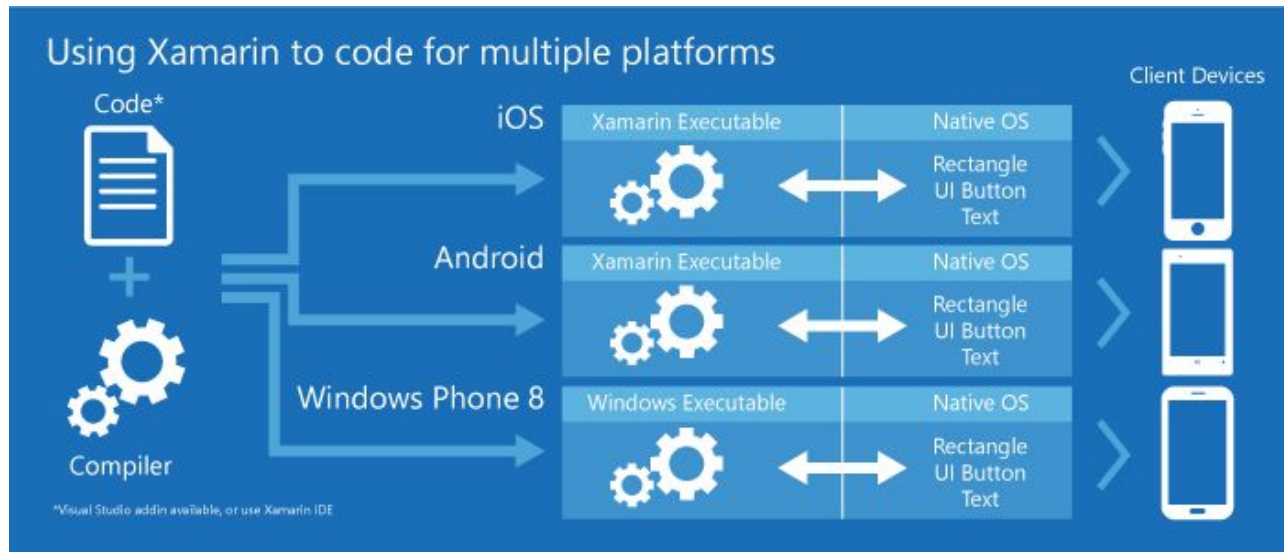 Using Xamarin to code for multiple platforms
Client Devices
Code*
iOS
Xamarin Executable
Native OS
Rectangle
UI Button
Text
Android
Xamarin Executable
Native OS
Rectangle
UI Button
Text
Windows Phone 8
Windows Executable
Native OS
Rectangle
UI Button
Text
Compiler
*Visual Studio addin available, or use Xamarin IDE